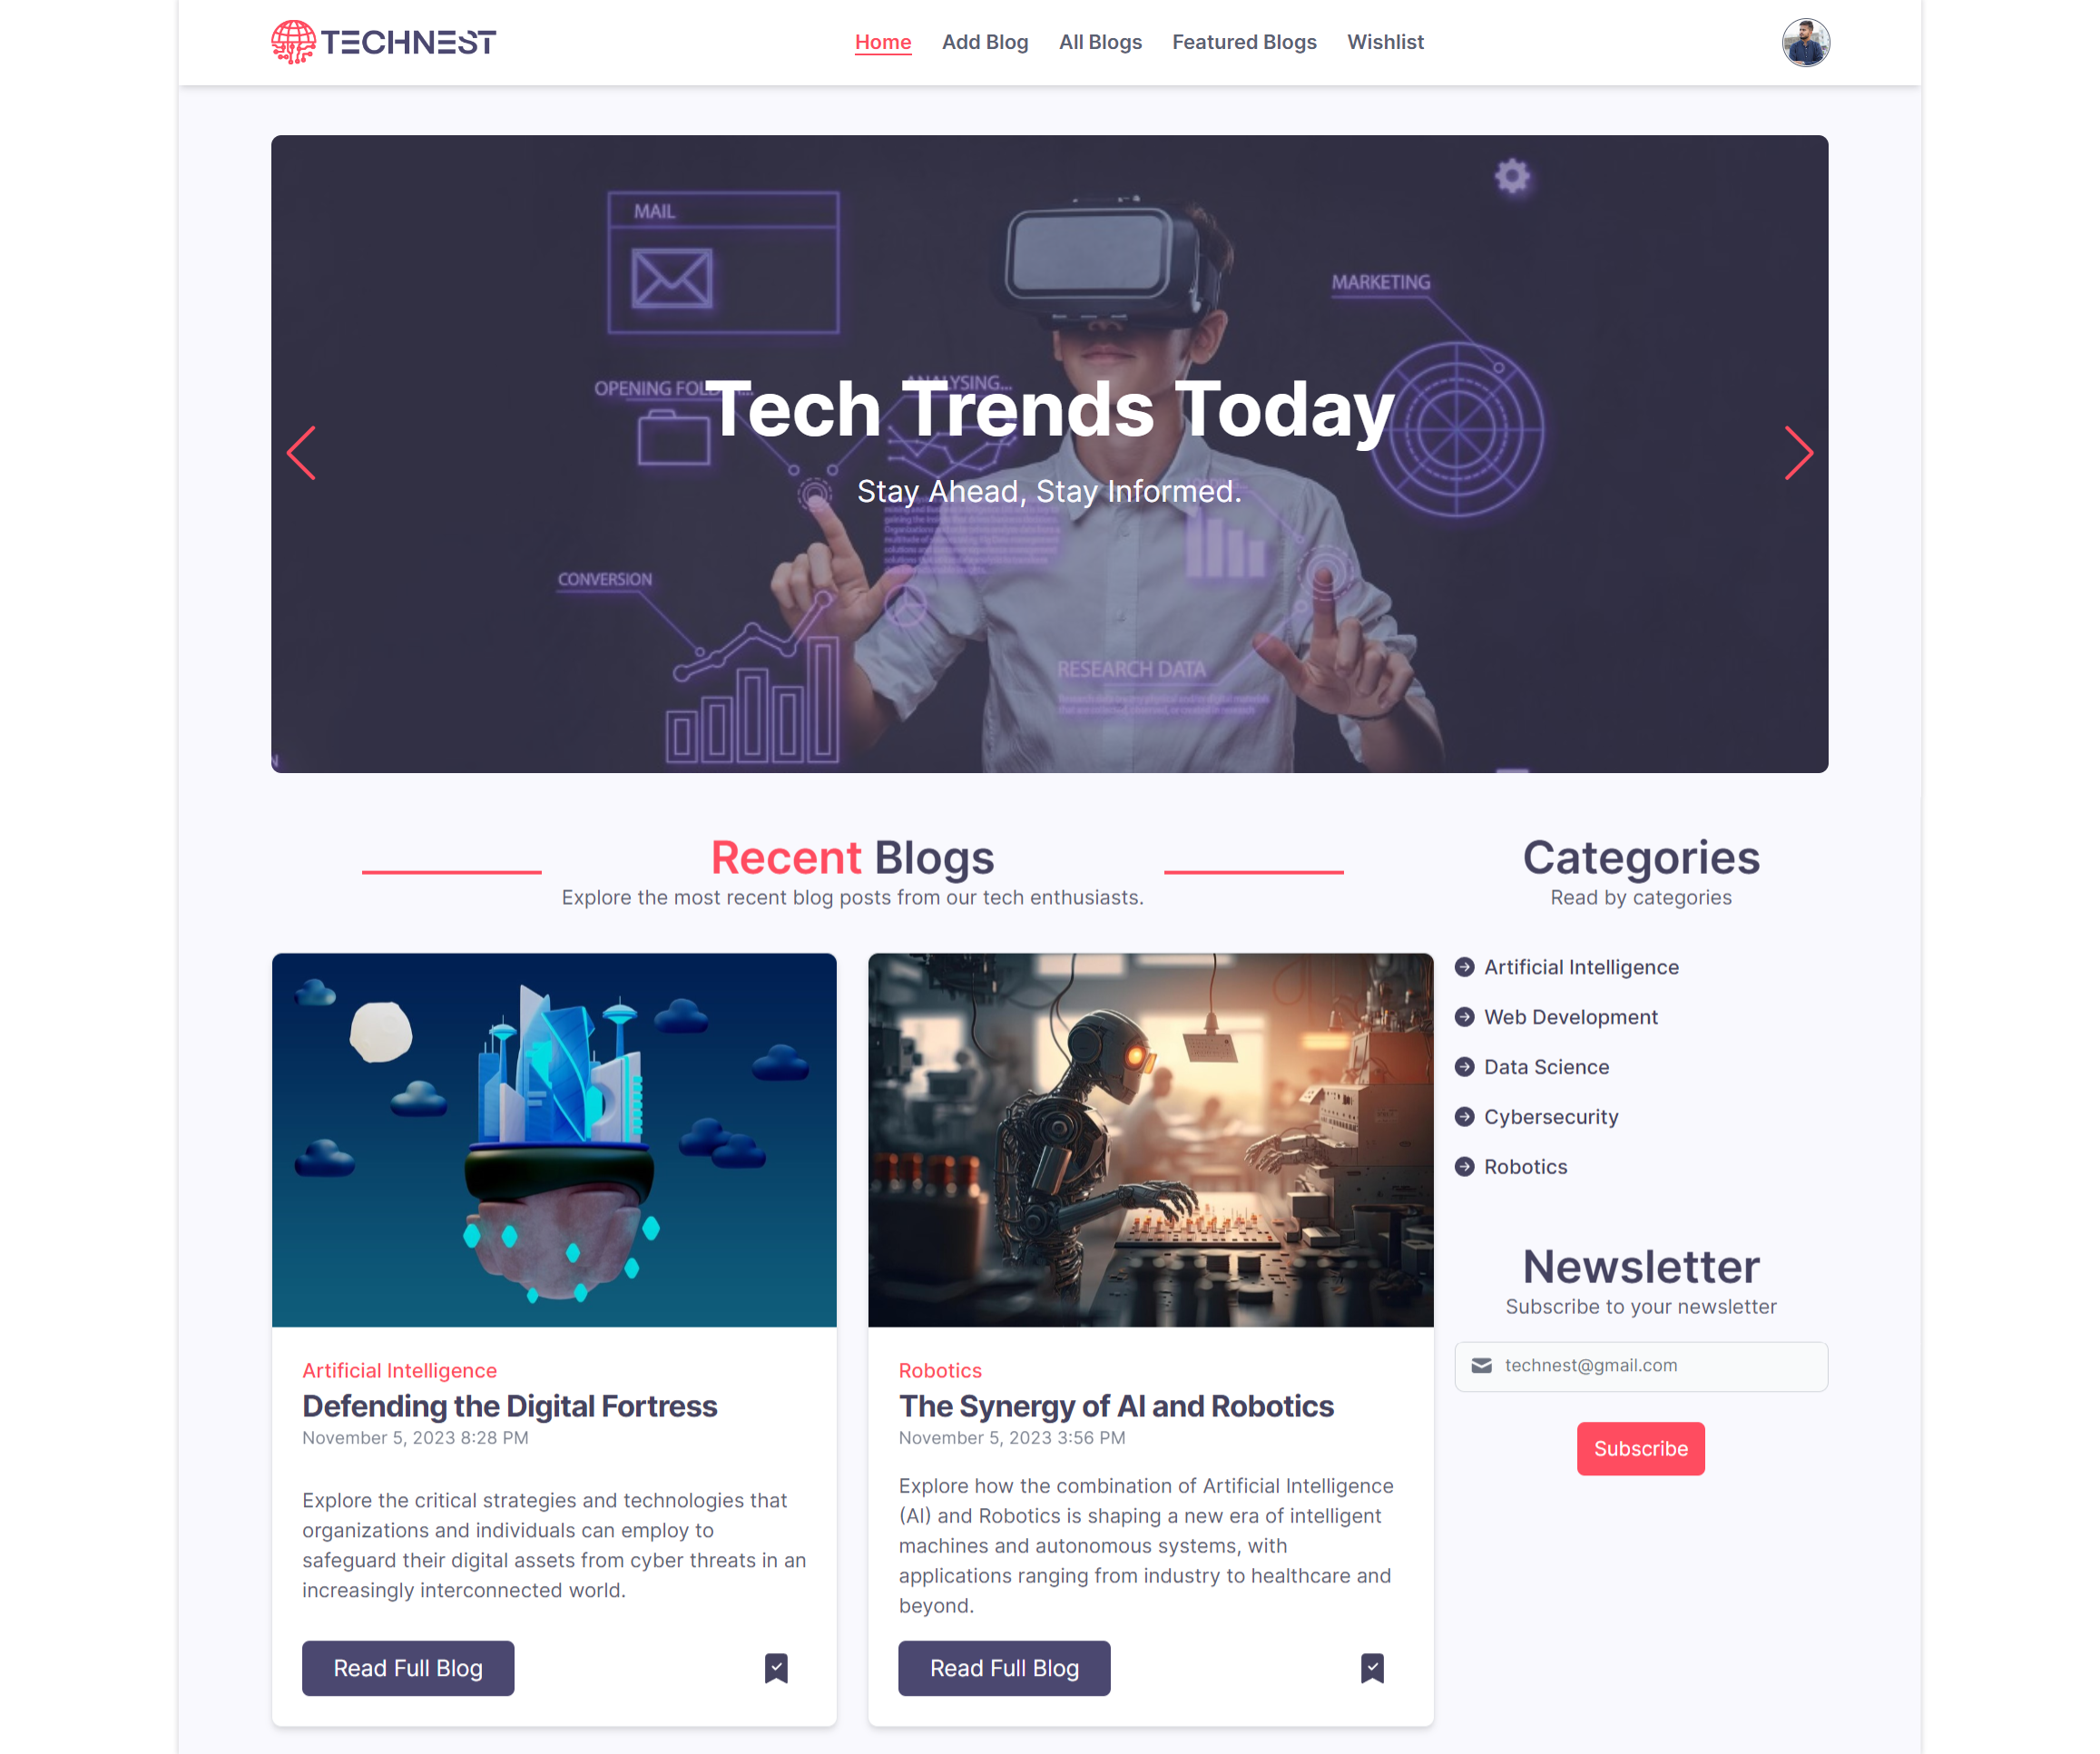 TECHNEST
Home
Add Blog
All Blogs
Featured Blogs
Wishlist
MAIL
MARKETING
OPENING
ANALYSING...
Tech Trends Today
Stay Ahead, Stay Informed.
CONVERSION
RESEARCH DATA
Recent Blogs
Explore the most recent blog posts from our tech enthusiasts.
Categories
Read by categories
Artificial Intelligence
Web Development
Data Science
Cybersecurity
Robotics
Newsletter
Subscribe to your newsletter
technest@gmail.com
Subscribe
Artificial Intelligence
Defending the Digital Fortress
November 5, 2023 8:28 PM
Explore the critical strategies and technologies that
organizations and individuals can employ to
safeguard their digital assets from cyber threats in an
increasingly interconnected world.
Read Full Blog
Robotics
The Synergy of AI and Robotics
November 5, 2023 3:56 PM
Explore how the combination of Artificial Intelligence
(AI) and Robotics is shaping a new era of intelligent
machines and autonomous systems, with
applications ranging from industry to healthcare and
beyond.
Read Full Blog